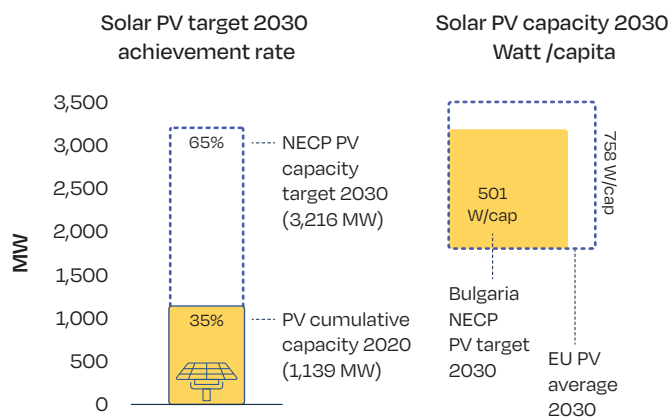 Solar PV target 2030
achievement rate
MW
3,500
3,000
2,500
2,000
1,500
1,000
500
0
65%
35%
NECP PV
capacity
target 2030
(3,216 MW)
PV cumulative
capacity 2020
(1,139 MW)
Solar PV capacity 2030
Watt /capita
501
W/cap
758 W/cap
Bulgaria
NECP
PV target
2030
EU PV
average
2030